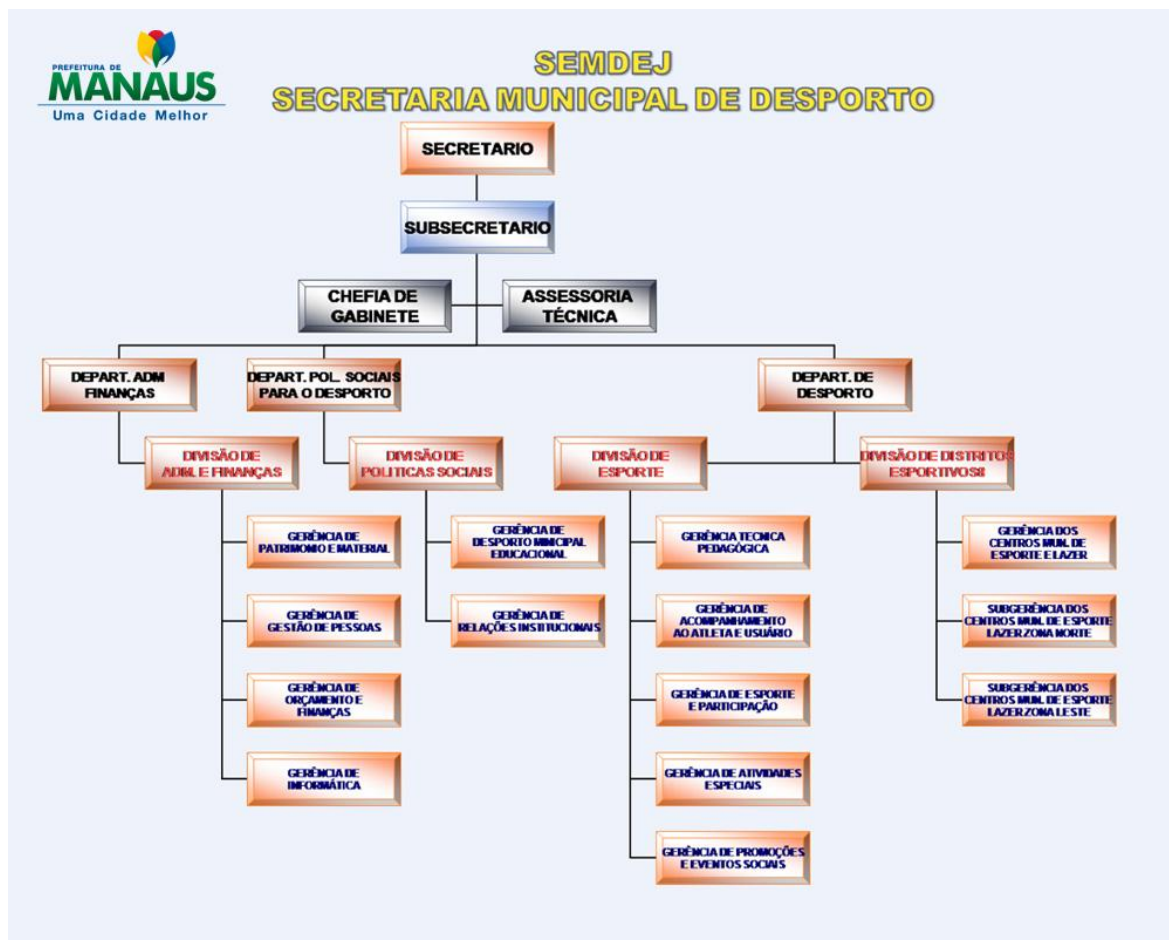 PREFEITURA DE
MANAUS
Uma Cidade Melhor
SEMDEJ
SECRETARIA MUNICIPAL DE DESPORTO
SECRETARIO
SUBSECRETARIO
CHEFIA DE
GABINETE
ASSESSORIA
TÉCNICA
DEPART. ADM
FINANÇAS
DEPART. POL. SOCIAIS
PARA O DESPORTO
DEPART. DE
DESPORTO
DIVISÃO DE
ADM. E FINANÇAS
DIVISÃO DE
POLITICAS SOCIAIS
DIVISÃO DE
ESPORTE
DIVISÃO DE DISTRITOS
ESPORTIVOSII
GERÊNCIA DE
PATRIMONIO E MATERIAL
GERÊNCIA DE
DESPORTO MINICIPAL
EDUCACIONAL
GERÊNCIA TECNICA
PEDAGÓGICA
GERÊNCIA DOS
CENTROS MUN. DE
ESPORTE E LAZER
GERÊNCIA DE
GESTÃO DE PESSOAS
GERÊNCIA DE
RELAÇÕES INSTITUCIONAIS
GERÊNCIA DE
ACOMPANHAMENTO
AO ATLETA E USUÁRIO
SUBGERÊNCIA DOS
CENTROS MUN. DE ESPORTE
LAZER ZONA NORTE
GERÊNCIA DE
ORÇAMENTO E
FINANÇAS
GERÊNCIA DE ESPORTE
E PARTICIPAÇÃO
SUBGERÊNCIA DOS
CENTROS MUN. DE ESPORTE
LAZER ZONA LESTE
GERÊNCIA DE
INFORMÁTICA
GERÊNCIA DE ATIVIDADES
ESPECIAIS
GERÊNCIA DE PROMOÇÕES
E EVENTOS SOCIAIS